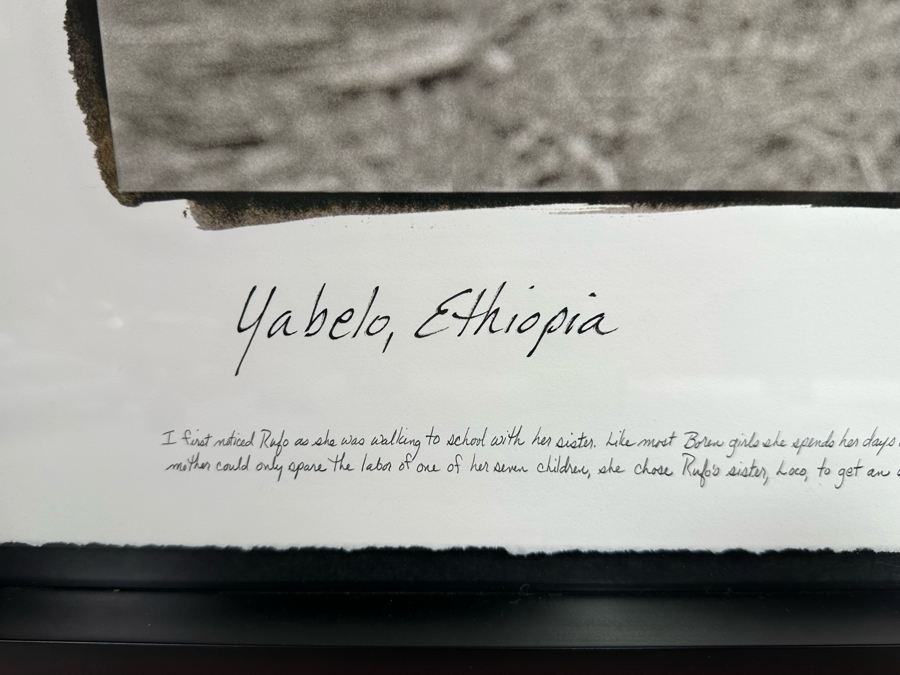 Yabelo, Ethiopia
I first noticed Rufo as she was walking to school with her sister. Like most Boren girls she spends her days
mother could only spare the labor of one of her seven children, she chose Rufo's sister, Loco, to get an